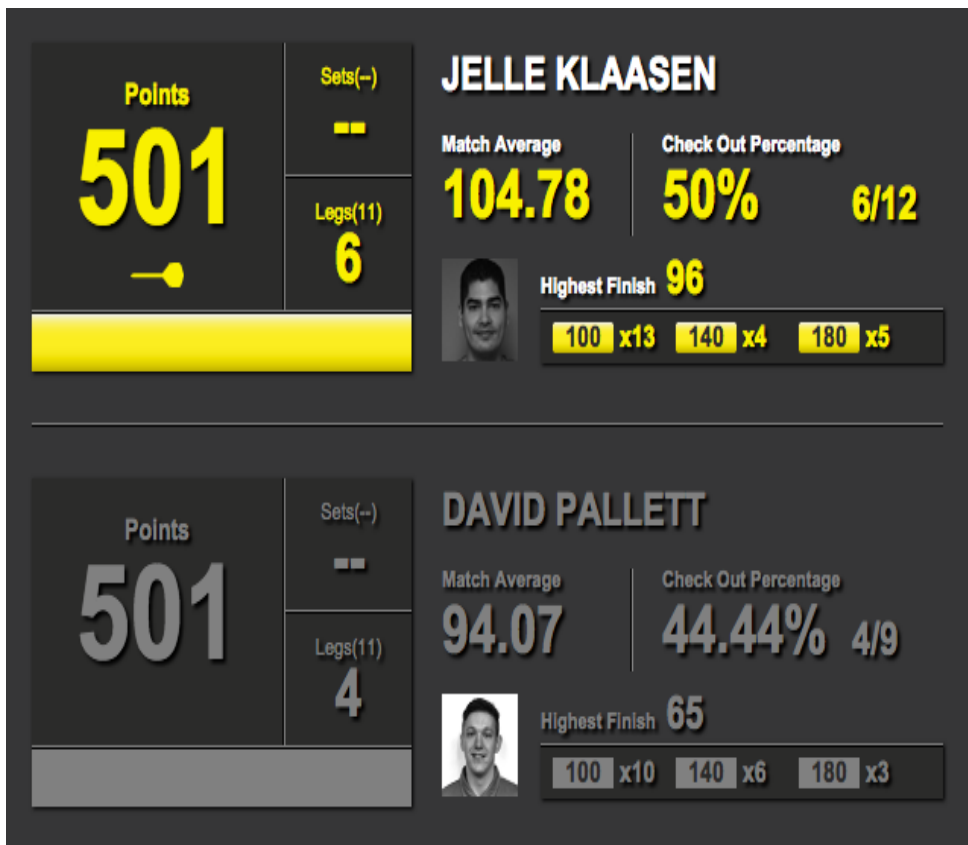 JELLE KLAASEN
Points
501
Sets(--)
--
Legs(11)
6
Match Average
104.78
Check Out Percentage
50% 6/12
Highest Finish 96
100 x13 140 x4 180 x5
DAVID PALLETT
Points
501
Sets(--)
--
Legs(11)
4
Match Average
94.07
Check Out Percentage
44.44% 4/9
Highest Finish 65
100 x10 140 x6 180 x3